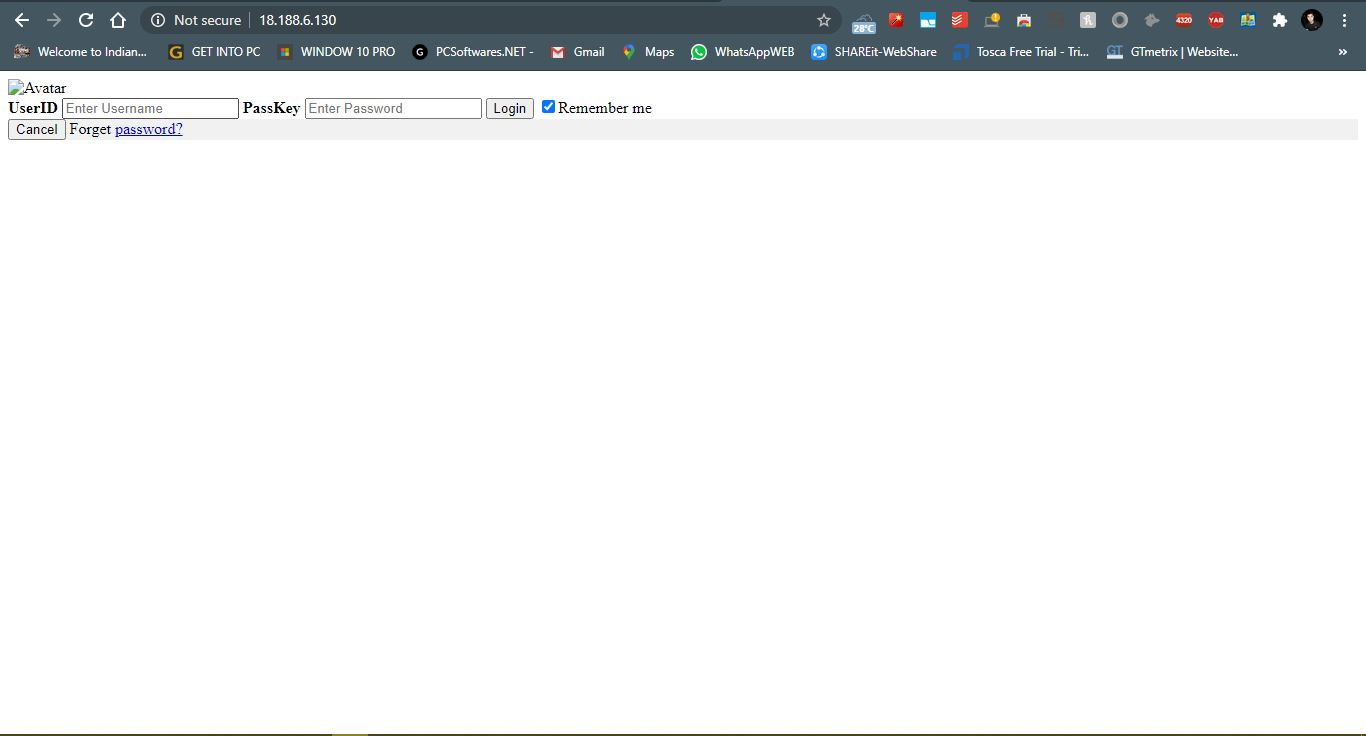 Not secure 18.188.6.130
28°C 4320 YAB
Welcome to Indian... GET INTO PC WINDOW 10 PRO PCSoftwares.NET - Gmail Maps WhatsAppWEB SHAREit-WebShare Tosca Free Trial - Tri... GTmetrix | Website... »
Avatar
UserID Enter Username PassKey Enter Password Login Remember me
Cancel Forget password?